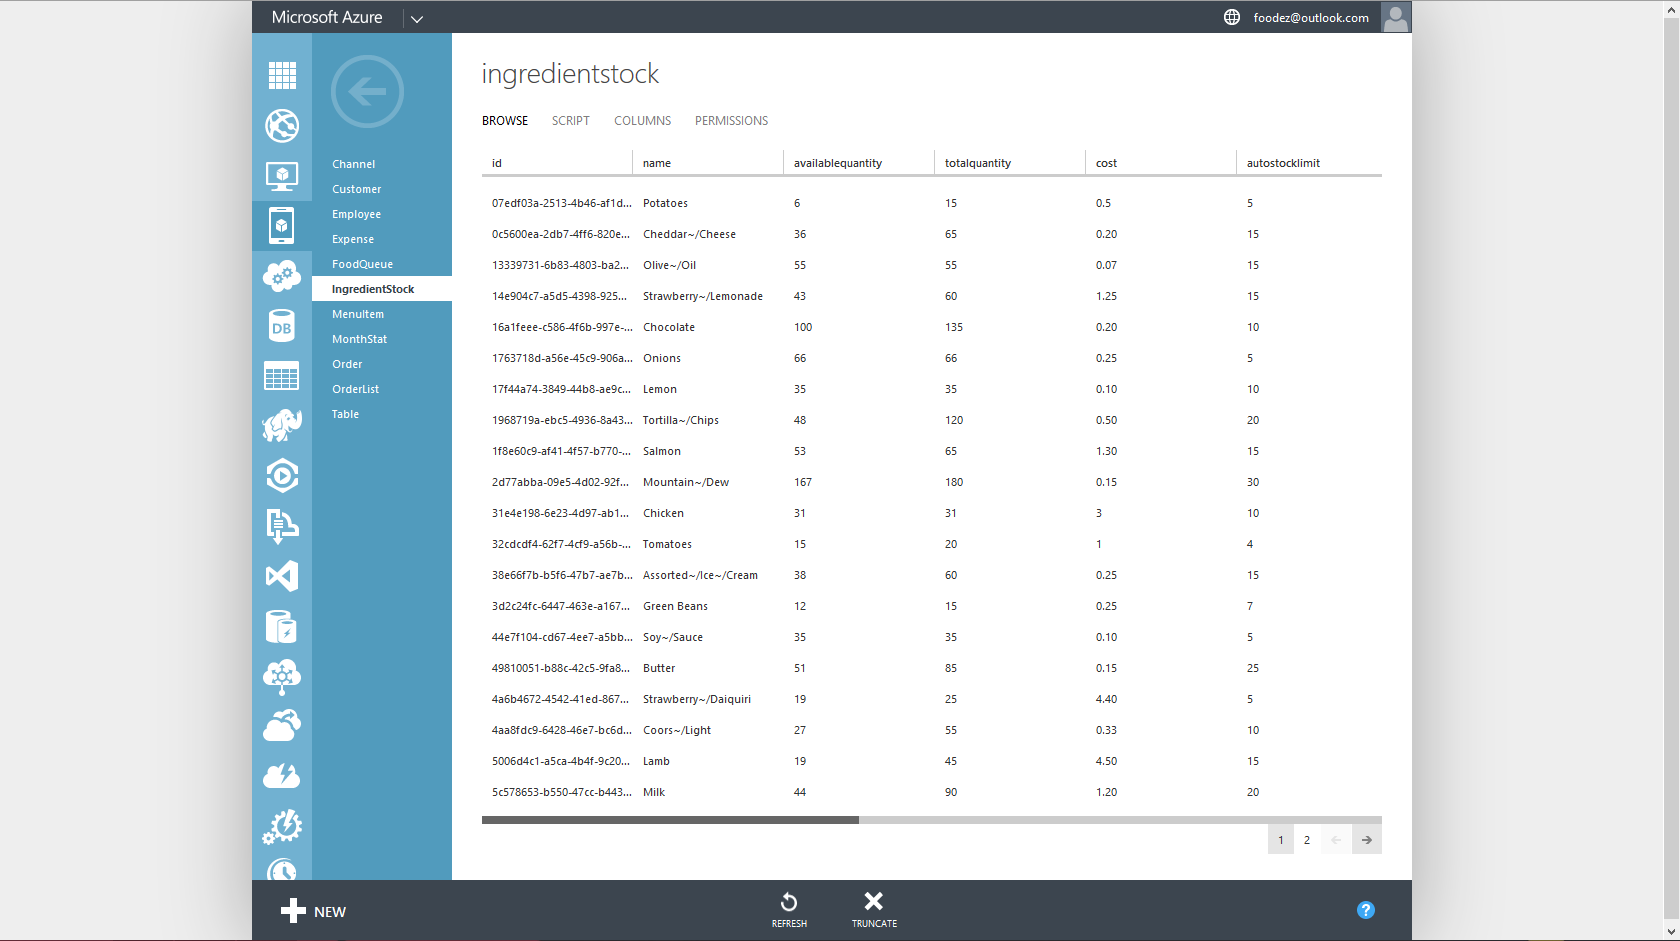 Microsoft Azure
foodez@outlook.com
ingredientstock
BROWSE SCRIPT COLUMNS PERMISSIONS
Channel
Customer
Employee
Expense
FoodQueue
IngredientStock
MenuItem
MonthStat
Order
OrderList
Table
DB
id name availablequantity totalquantity cost autostocklimit
07edf03a-2513-4b46-af1d... Potatoes 6 15 0.5 5
0c5600ea-2db7-4ff6-820e... Cheddar~/Cheese 36 65 0.20 15
13339731-6b83-4803-ba2... Olive~/Oil 55 55 0.07 15
14e904c7-a5d5-4398-925... Strawberry~/Lemonade 43 60 1.25 15
16a1feee-c586-4f6b-997e-... Chocolate 100 135 0.20 10
1763718d-a56e-45c9-906a... Onions 66 66 0.25 5
17f44a74-3849-44b8-ae9c... Lemon 35 35 0.10 10
1968719a-ebc5-4936-8a43... Tortilla~/Chips 48 120 0.50 20
1f8e60c9-af41-4f57-b770-... Salmon 53 65 1.30 15
2d77abba-09e5-4d02-92f... Mountain~/Dew 167 180 0.15 30
31e4e198-6e23-4d97-ab1... Chicken 31 31 3 10
32cdcdf4-62f7-4cf9-a56b-... Tomatoes 15 20 1 4
38e66f7b-b5f6-47b7-ae7b... Assorted~/Ice~/Cream 38 60 0.25 15
3d2c24fc-6447-463e-a167... Green Beans 12 15 0.25 7
44e7f104-cd67-4ee7-a5bb... Soy~/Sauce 35 35 0.10 5
49810051-b88c-42c5-9fa8... Butter 51 85 0.15 25
4a6b4672-4542-41ed-867... Strawberry~/Daiquiri 19 25 4.40 5
4aa8fdc9-6428-46e7-bc6d... Coors~/Light 27 55 0.33 10
5006d4c1-a5ca-4b4f-9c20... Lamb 19 45 4.50 15
5c578653-b550-47cc-b443... Milk 44 90 1.20 20
1 2
NEW
REFRESH
TRUNCATE
?